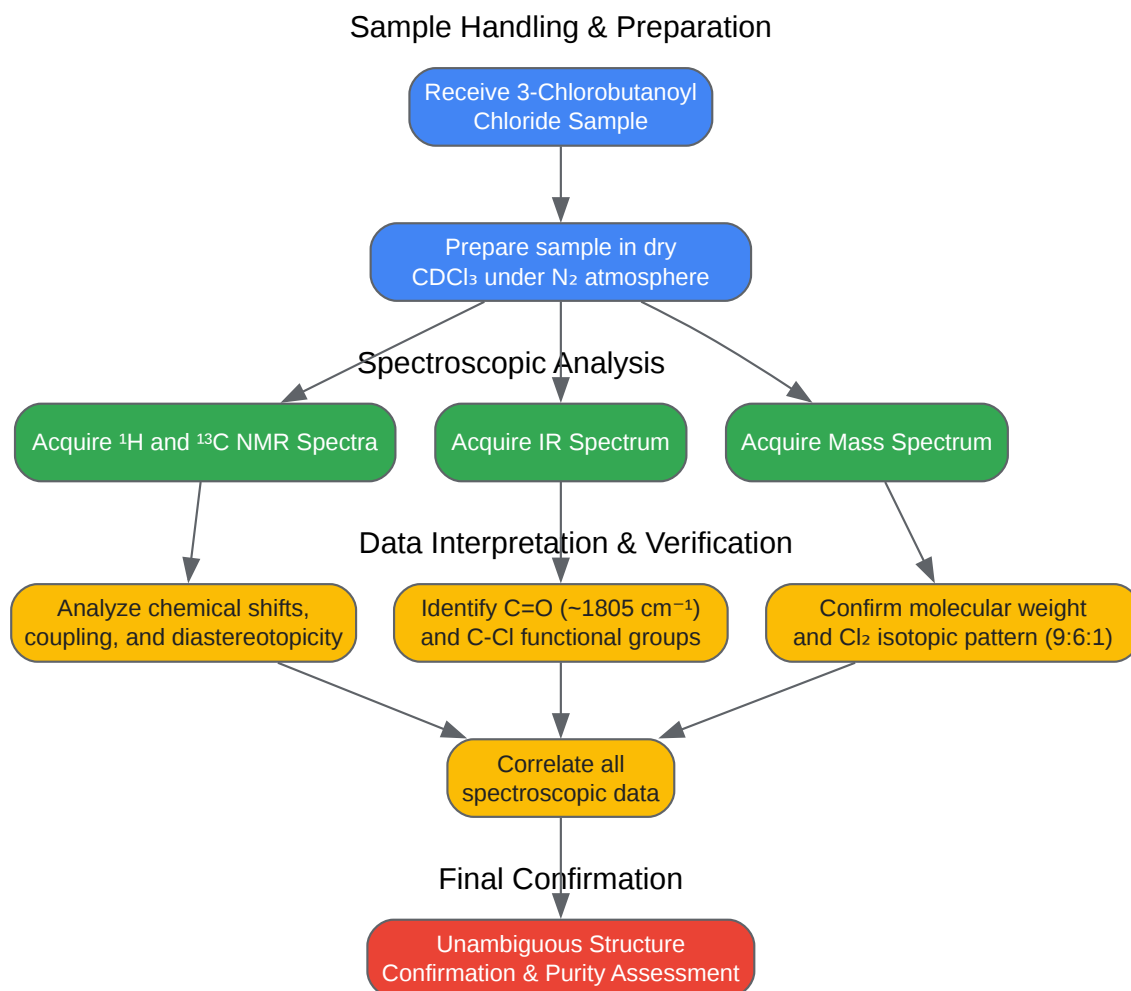 Sample Handling & Preparation
Receive 3-Chlorobutanoyl
Chloride Sample
Prepare sample in dry
CDCl₃ under N₂ atmosphere
Spectroscopic Analysis
Acquire ¹H and ¹³C NMR Spectra
Acquire IR Spectrum
Acquire Mass Spectrum
Data Interpretation & Verification
Analyze chemical shifts,
coupling, and diastereotopicity
Identify C=O (~1805 cm⁻¹)
and C-Cl functional groups
Confirm molecular weight
and Cl₂ isotopic pattern (9:6:1)
Correlate all
spectroscopic data
Final Confirmation
Unambiguous Structure
Confirmation & Purity Assessment